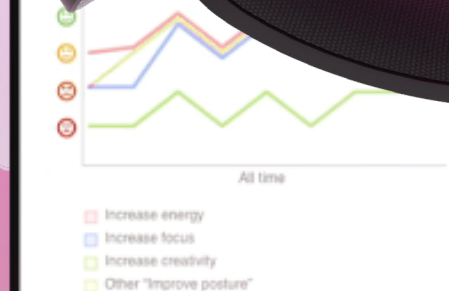 All time
Increase energy
Increase focus
Increase creativity
Other "Improve posture"